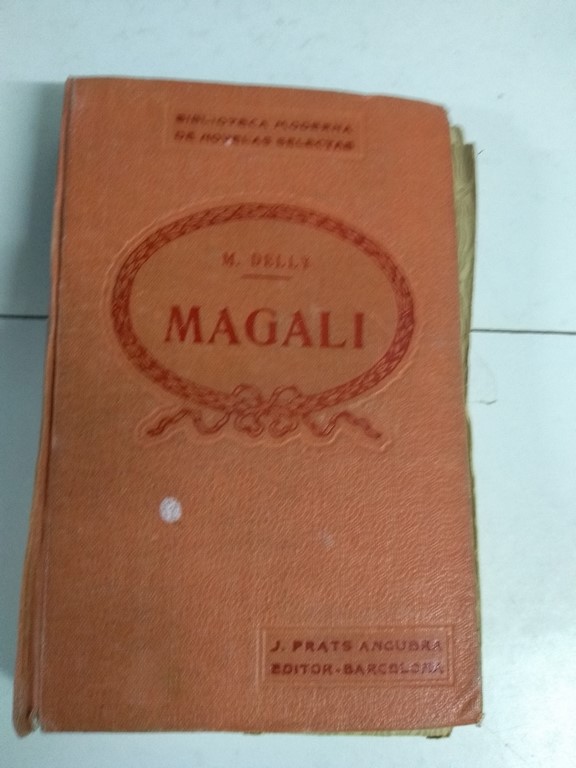 BIBLIOTECA MODERNA
DE NOVELAS SELECTAS
M. DELLY
MAGALI
J. PRATS ANGUERA
EDITOR-BARCELONA